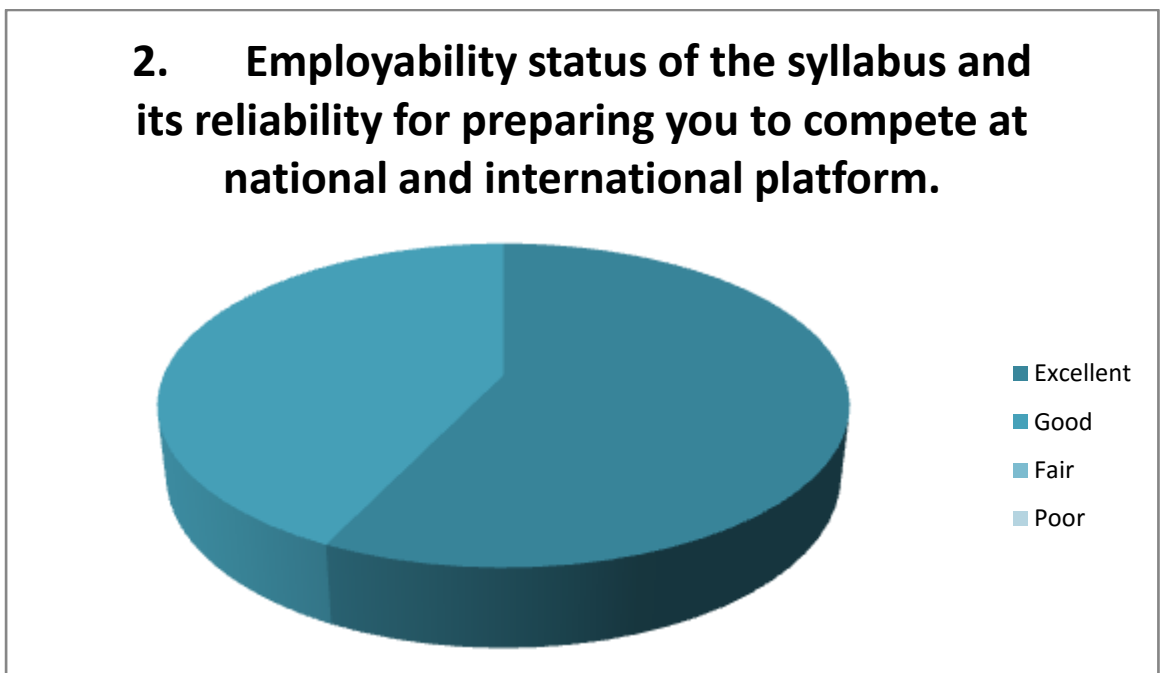 2. Employability status of the syllabus and
its reliability for preparing you to compete at
national and international platform.
Excellent
Good
Fair
Poor